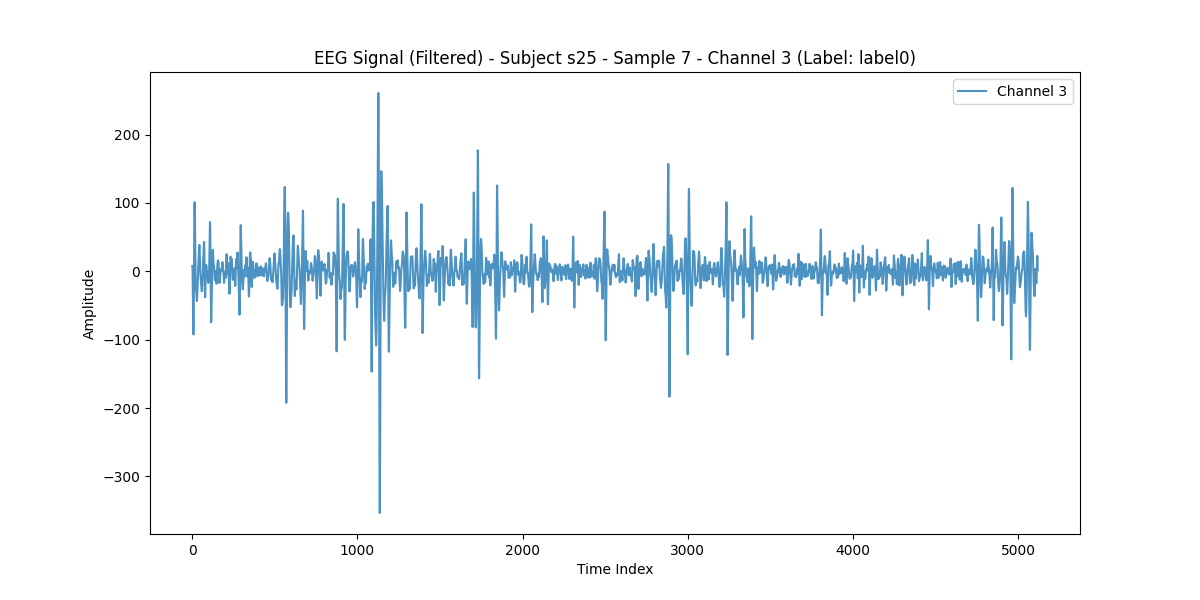 EEG Signal (Filtered) - Subject s25 - Sample 7 - Channel 3 (Label: label0)
Channel 3
200
100
0
−100
−200
−300
Amplitude
0 1000 2000 3000 4000 5000
Time Index